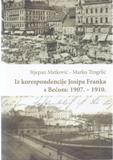 Stjepan Matković - Marko Trogrlić
Iz korespondencije Josipa Franka
s Bečom: 1907. – 1910.